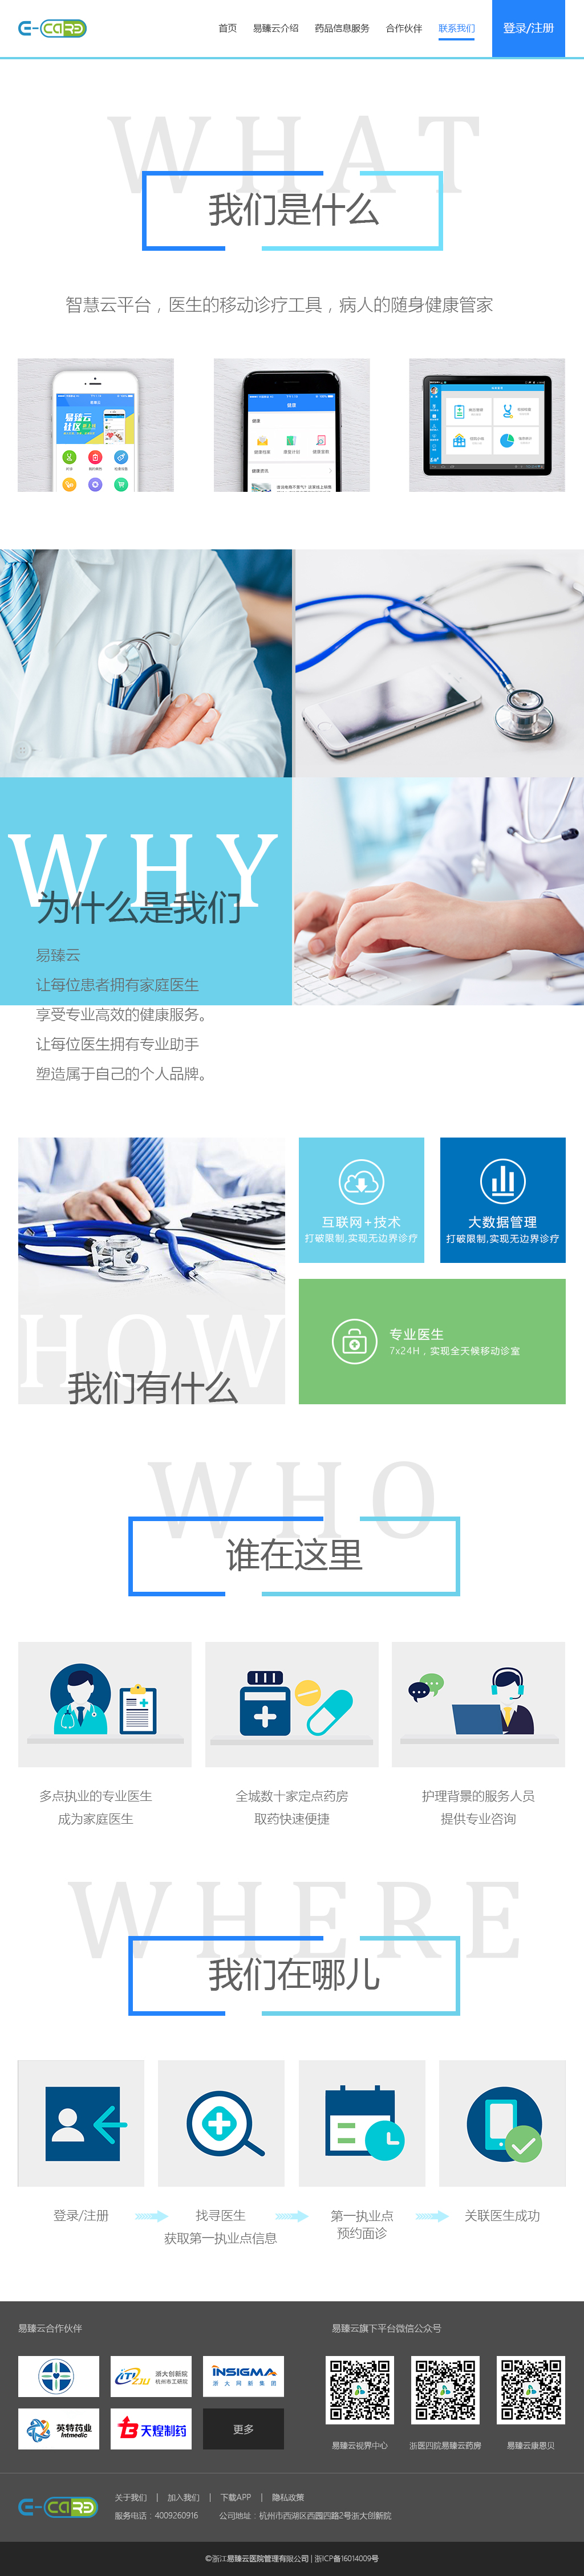 e-CARD
首页 易臻云介绍 药品信息服务 合作伙伴 联系我们 登录/注册
WHAT
我们是什么
智慧云平台，医生的移动诊疗工具，病人的随身健康管家
易臻云
社区
健康
WHY
为什么是我们
易臻云
让每位患者拥有家庭医生
享受专业高效的健康服务。
让每位医生拥有专业助手
塑造属于自己的个人品牌。
互联网+技术
打破限制,实现无边界诊疗
大数据管理
打破限制,实现无边界诊疗
专业医生
7x24H，实现全天候移动诊室
HOW
我们有什么
WHO
谁在这里
多点执业的专业医生
成为家庭医生
全城数十家定点药房
取药快速便捷
护理背景的服务人员
提供专业咨询
WHERE
我们在哪儿
登录/注册
找寻医生
获取第一执业点信息
第一执业点
预约面诊
关联医生成功
易臻云合作伙伴
易臻云旗下平台微信公众号
iTi ZJU 浙大创新院
杭州市工研院
INSIGMA
浙大网新集团
英特药业
Intmedic
天煌制药
更多
易臻云视界中心
浙医四院易臻云药房
易臻云康恩贝
e-CARD
关于我们 | 加入我们 | 下载APP | 隐私政策
服务电话：4009260916 公司地址：杭州市西湖区西园四路2号浙大创新院
©浙江易臻云医院管理有限公司 | 浙ICP备16014009号